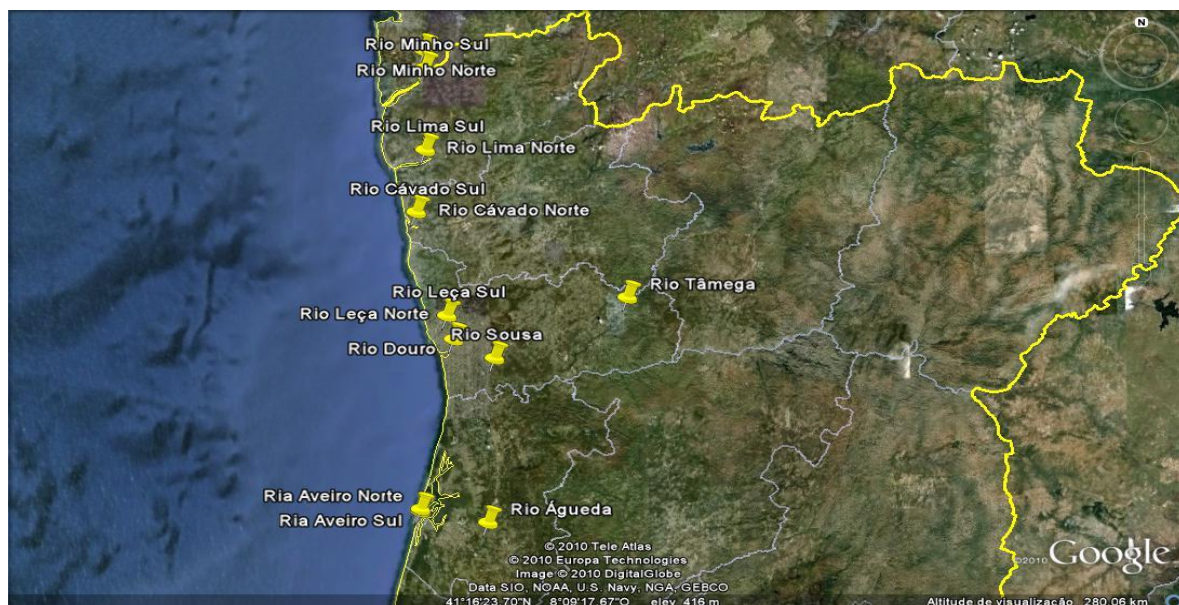 N
Rio Minho Sul
Rio Minho Norte
Rio Lima Sul
Rio Lima Norte
Rio Cávado Sul
Rio Cávado Norte
Rio Tâmega
Rio Leça Sul
Rio Leça Norte
Rio Sousa
Rio Douro
Ria Aveiro Norte
Rio Águeda
Ria Aveiro Sul
© 2010 Tele Atlas
© 2010 Europa Technologies
Image © 2010 DigitalGlobe
Data SIO, NOAA, U.S. Navy, NGA, GEBCO
©2010 Google
41°16'23.70"N 8°09'17.67"O elev 416 m
Altitude de visualização 280.06 km